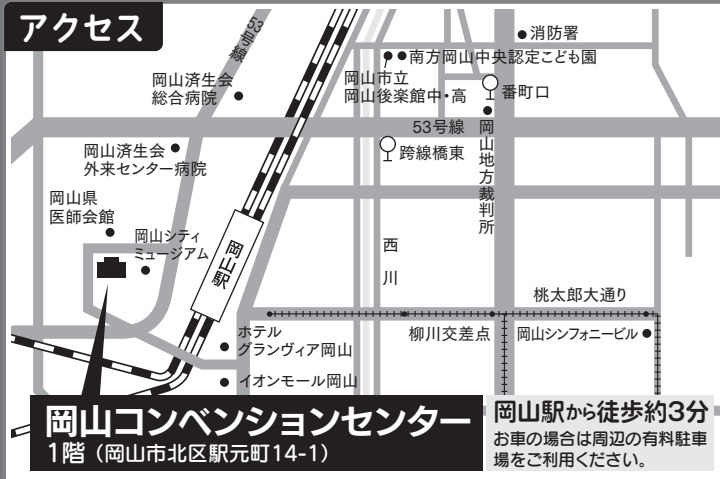 アクセス
53号線
消防署
南方岡山中央認定こども園
岡山市立
岡山後楽館中・高
番町口
岡山済生会
総合病院
53号線
岡山地方裁判所
跨線橋東
岡山済生会
外来センター病院
岡山県
医師会館
岡山シティ
ミュージアム
岡山駅
西川
桃太郎大通り
柳川交差点
岡山シンフォニービル
ホテル
グランヴィア岡山
イオンモール岡山
岡山コンベンションセンター
1階（岡山市北区駅元町14-1）
岡山駅から徒歩約3分
お車の場合は周辺の有料駐車
場をご利用ください。